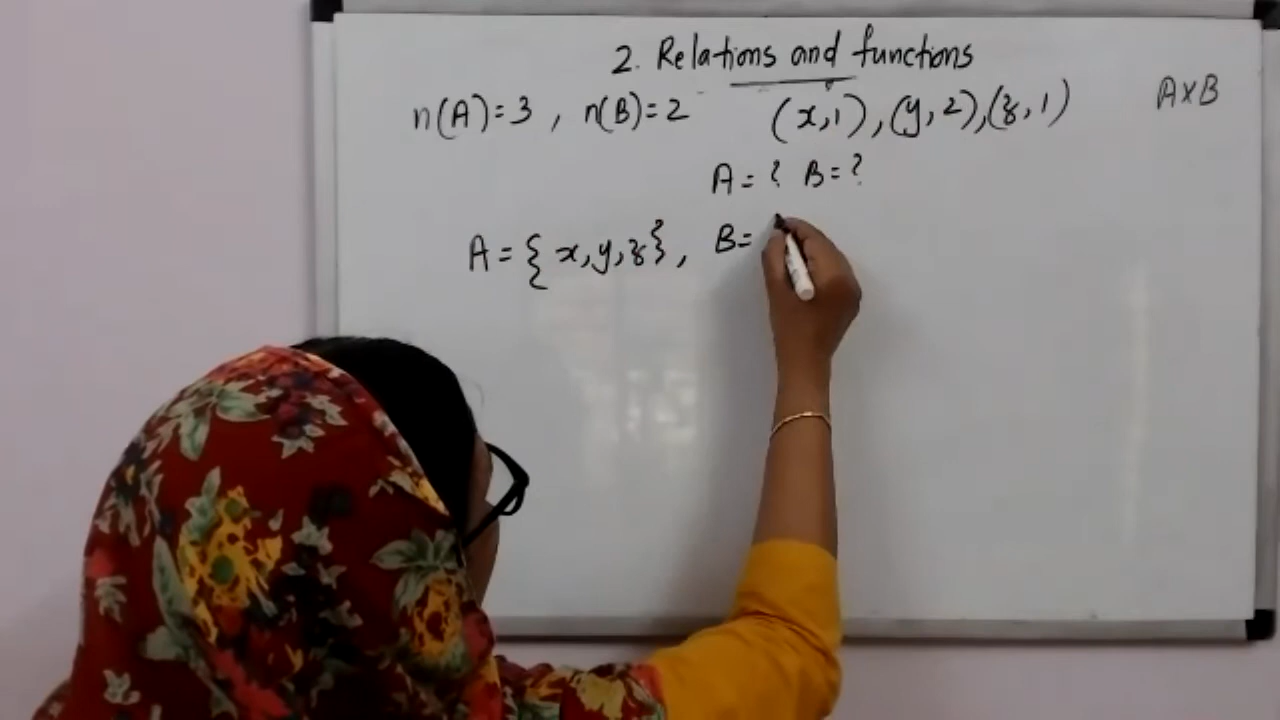 2. Relations and functions
n(A)=3, n(B)=2 (x,1),(y,2),(z,1) A×B
A=? B=?
A={x,y,z}, B=